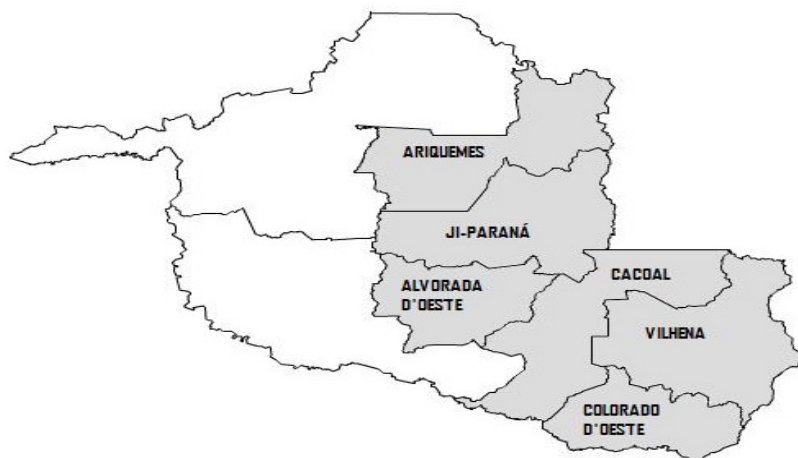 ARIQUEMES
JI-PARANÁ
CACOAL
ALVORADA
D'OESTE
VILHENA
COLORADO
D'OESTE